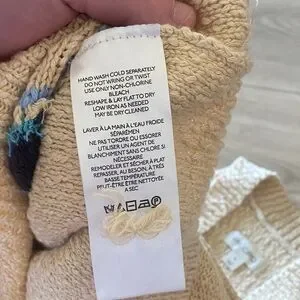 HAND WASH COLD SEPARATELY
DO NOT WRING OR TWIST
USE ONLY NON-CHLORINE
BLEACH
RESHAPE & LAY FLAT TO DRY
LOW IRON AS NEEDED
MAY BE DRY CLEANED
LAVER À LA MAIN À L'EAU FROIDE
SÉPARÉMEN
NE PAS TORDRE OU ESSORER
UTILISER UN AGENT DE
BLANCHIMENT SANS CHLORE SI
NÉCESSAIRE
REMODELER ET SÉCHER À PLAT
REPASSER, AU BESOIN, À TRÈS
BASSE TEMPÉRATURE
PEUT-ÊTRE ÊTRE NETTOYÉE
A SEC